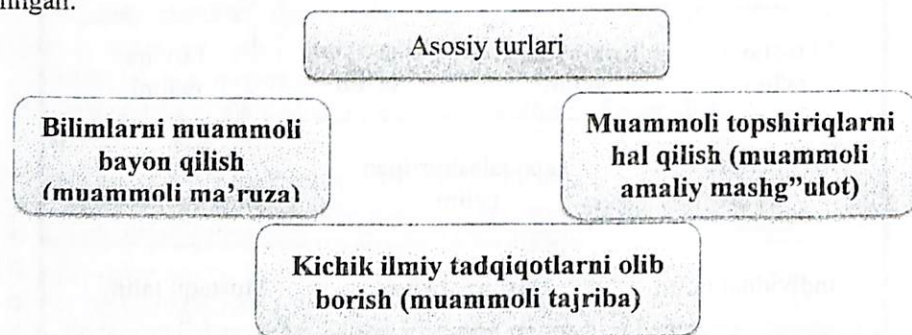 Asosiy turlari
Bilimlarni muammoli
bayon qilish
(muammoli ma’ruza)
Muammoli topshiriqlarni
hal qilish (muammoli
amaliy mashg”ulot)
Kichik ilmiy tadqiqotlarni olib
borish (muammoli tajriba)